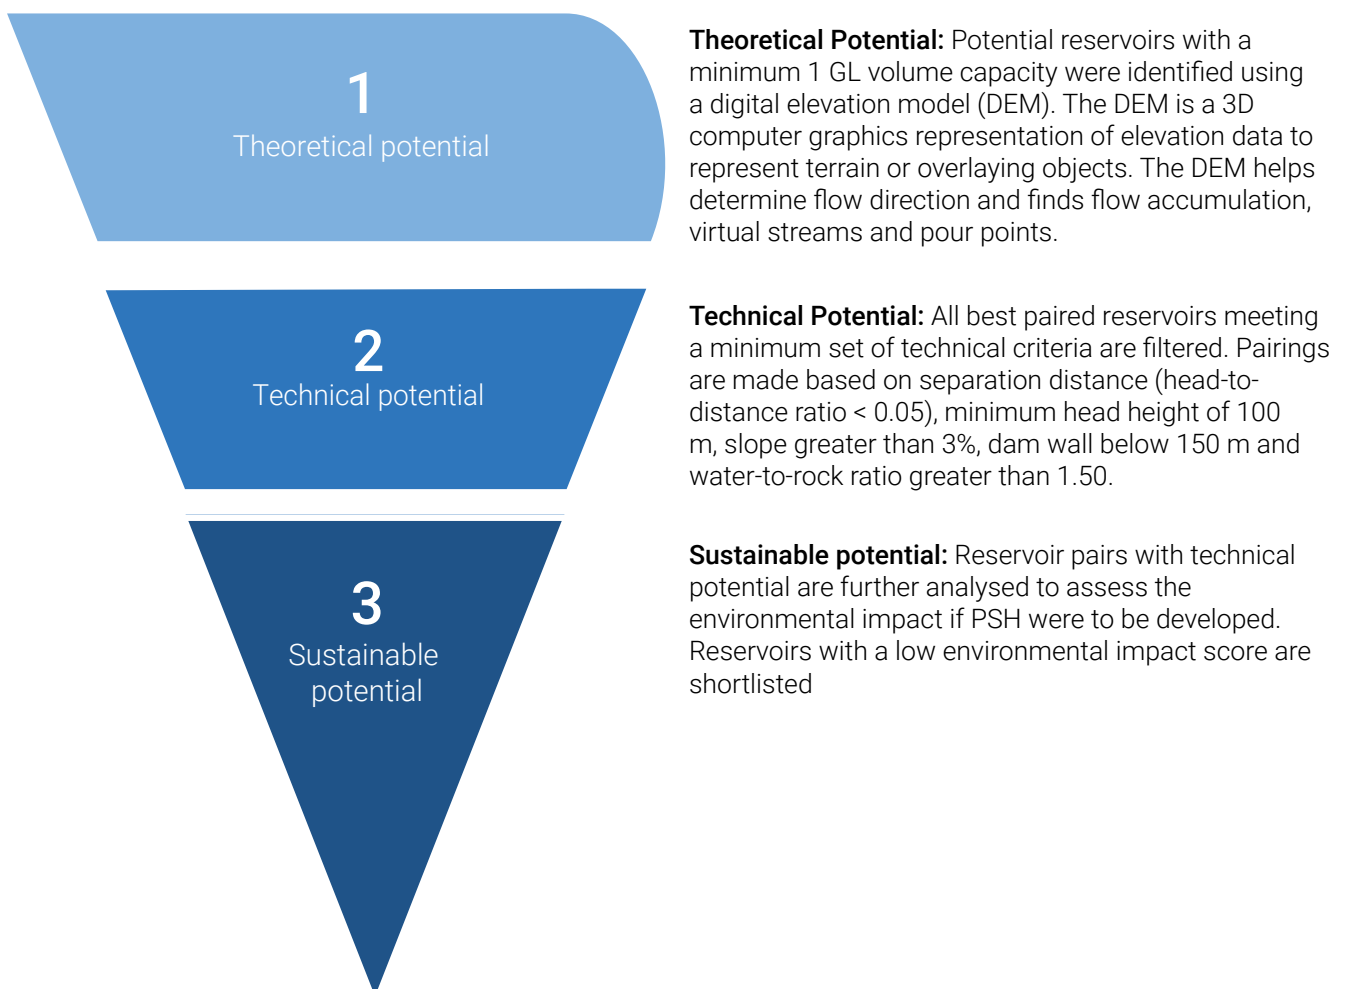 1
Theoretical potential
Theoretical Potential: Potential reservoirs with a
minimum 1 GL volume capacity were identified using
a digital elevation model (DEM). The DEM is a 3D
computer graphics representation of elevation data to
represent terrain or overlaying objects. The DEM helps
determine flow direction and finds flow accumulation,
virtual streams and pour points.
2
Technical potential
Technical Potential: All best paired reservoirs meeting
a minimum set of technical criteria are filtered. Pairings
are made based on separation distance (head-to-
distance ratio < 0.05), minimum head height of 100
m, slope greater than 3%, dam wall below 150 m and
water-to-rock ratio greater than 1.50.
3
Sustainable
potential
Sustainable potential: Reservoir pairs with technical
potential are further analysed to assess the
environmental impact if PSH were to be developed.
Reservoirs with a low environmental impact score are
shortlisted